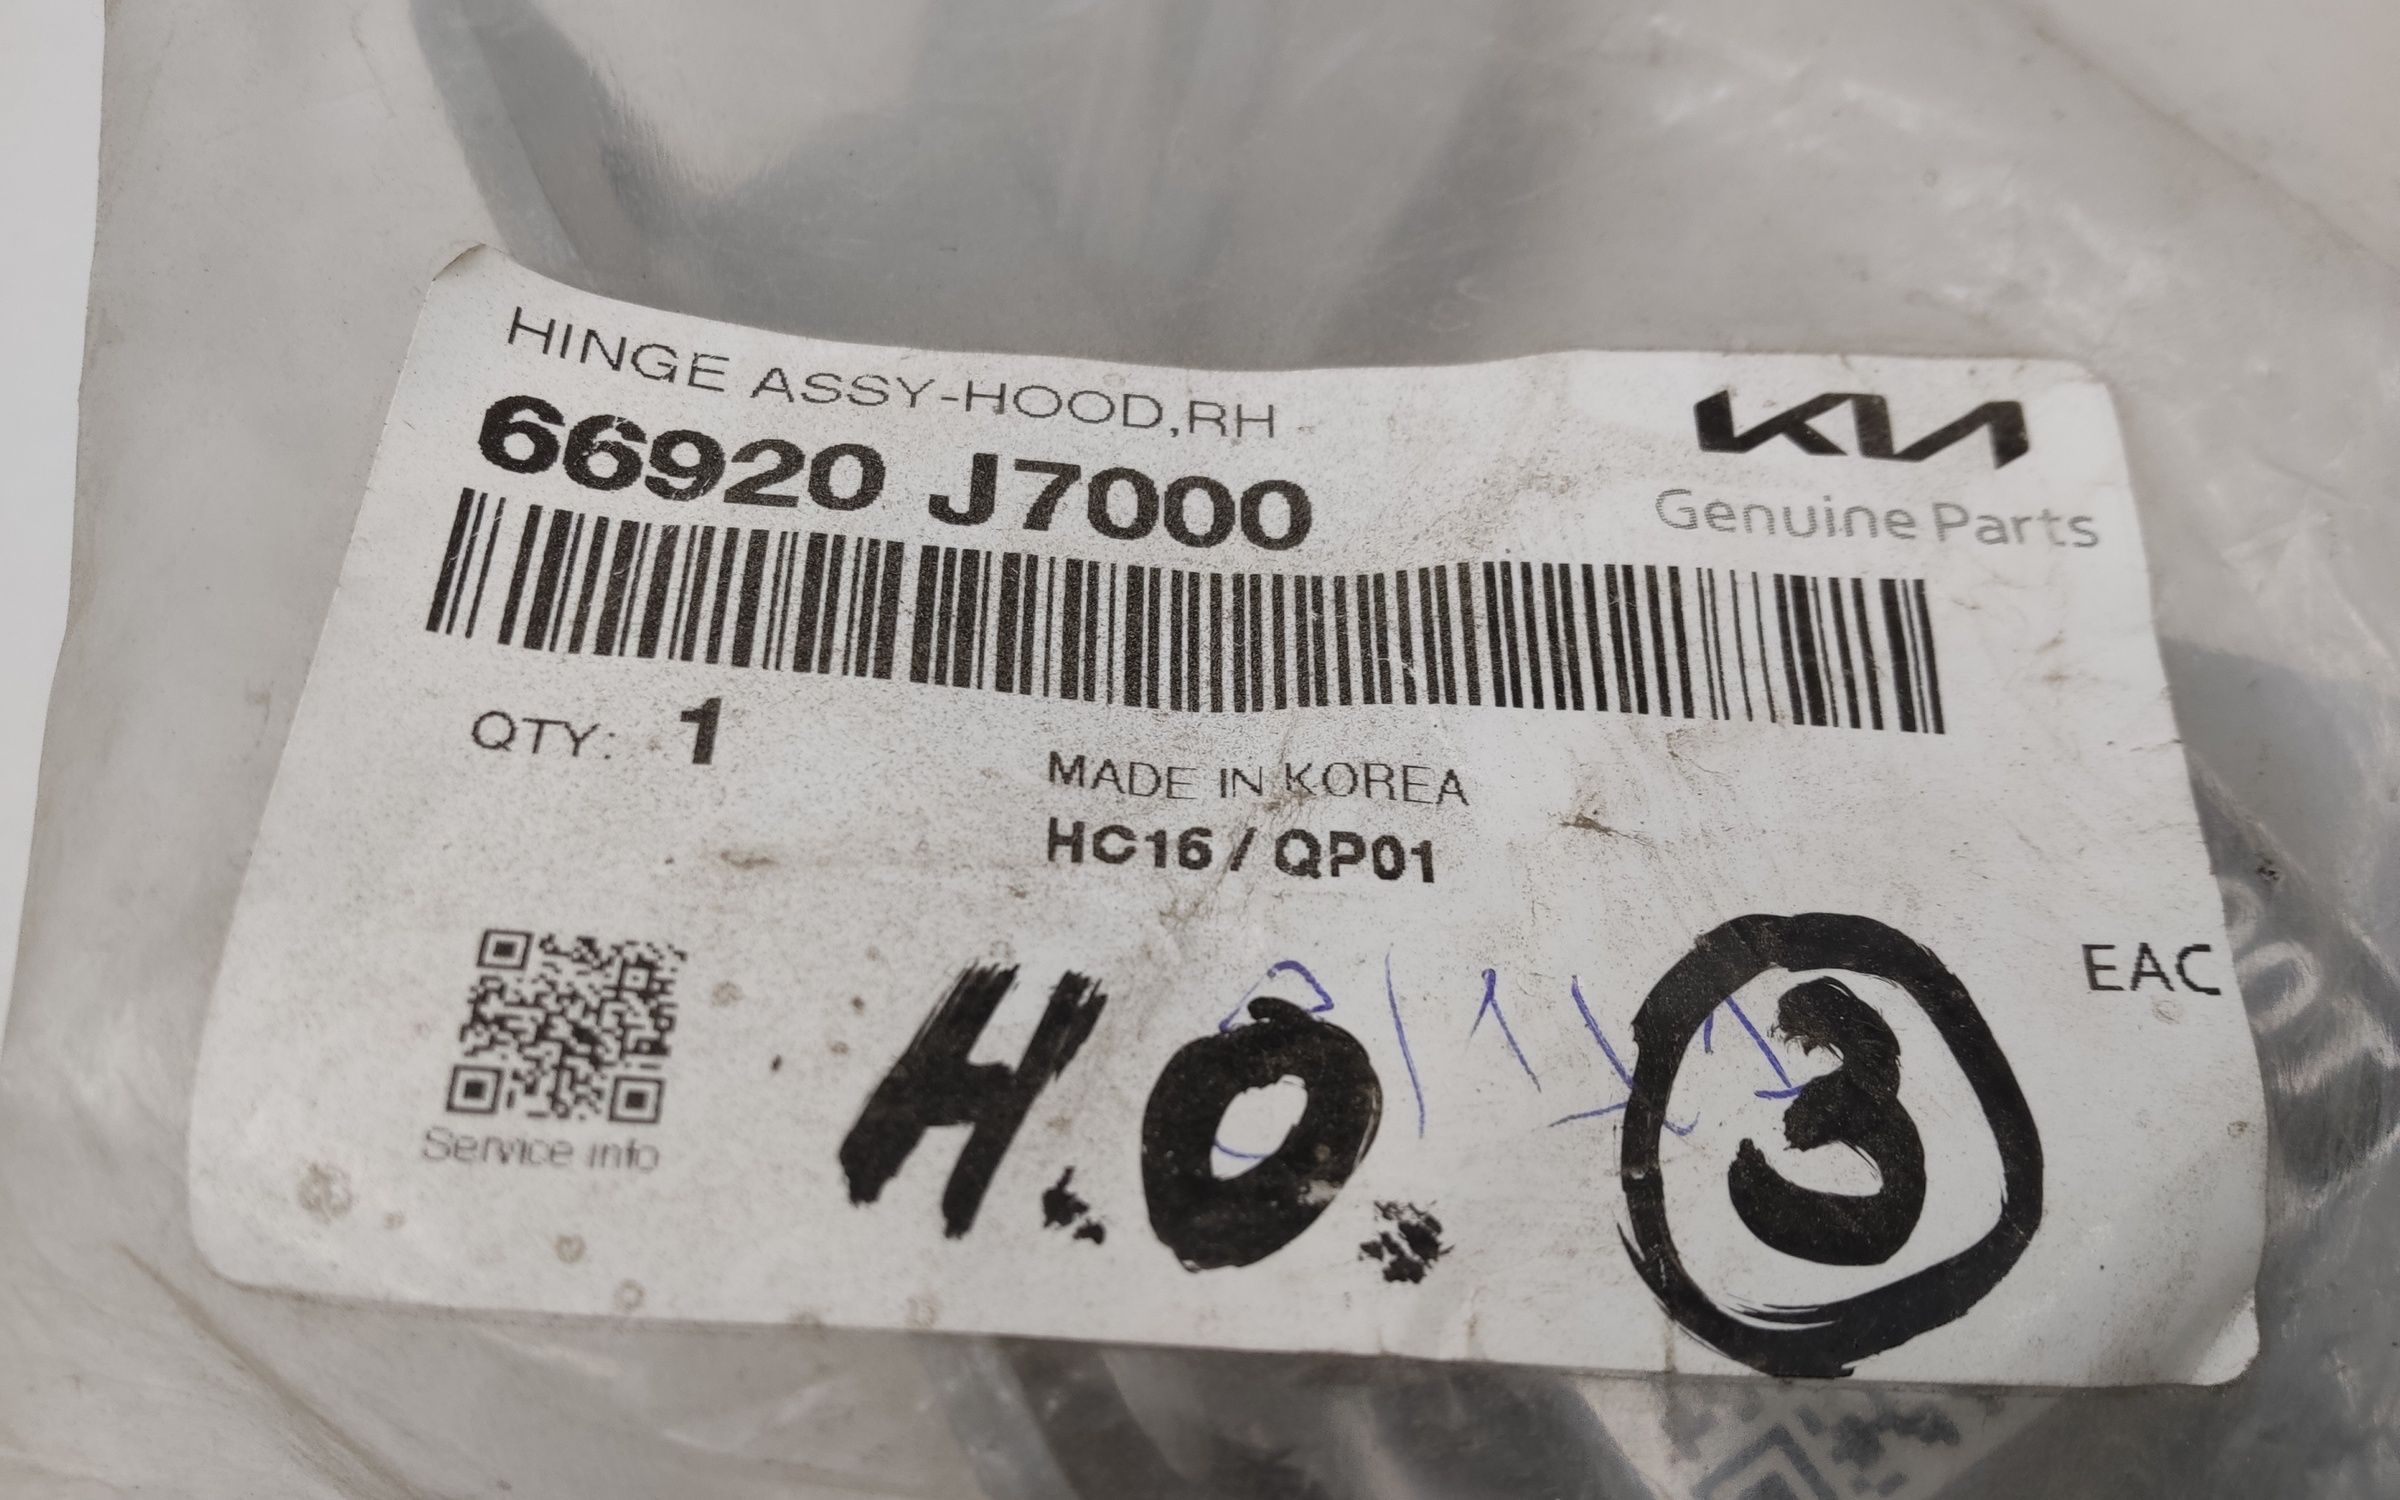 HINGE ASSY-HOOD,RH
66920 J7000
KIA
Genuine Parts
QTY: 1
MADE IN KOREA
HC16 / QP01
EAC
Service info
H.O. 3